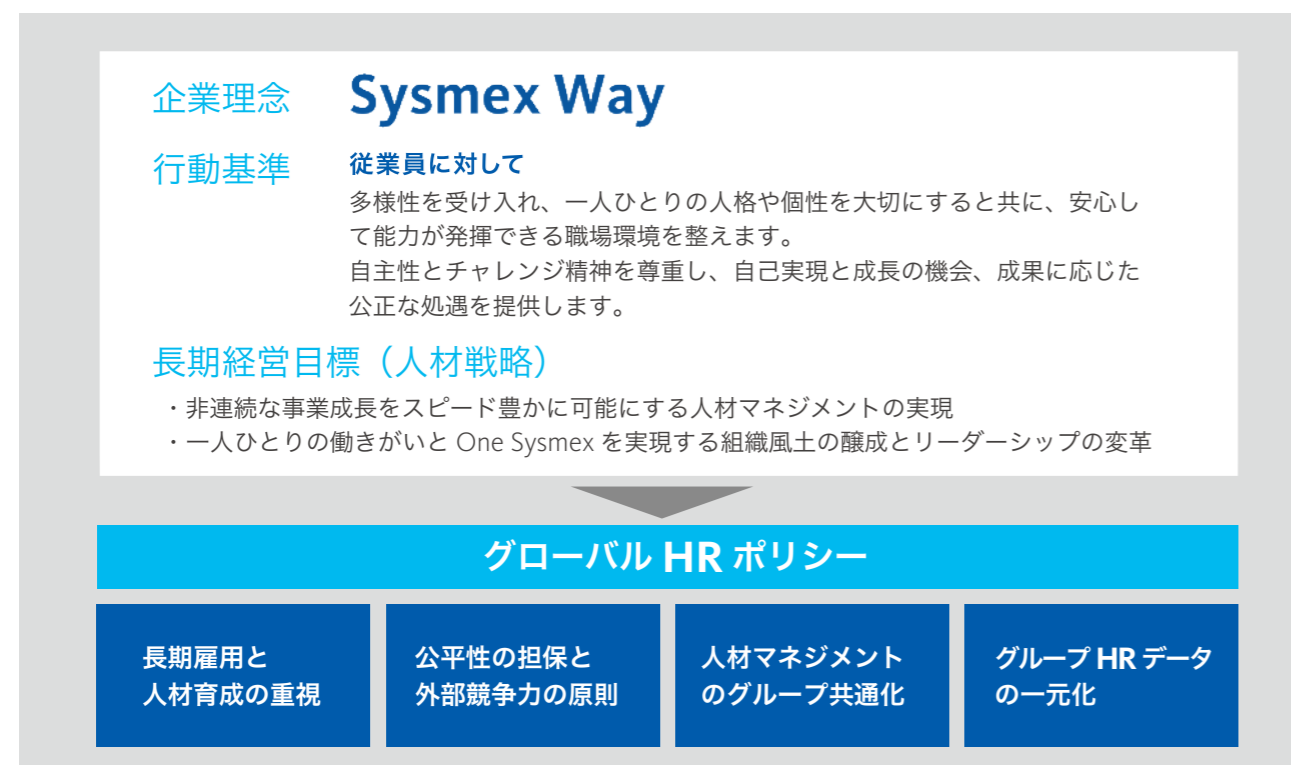 企業理念 Sysmex Way
行動基準 従業員に対して
多様性を受け入れ、一人ひとりの人格や個性を大切にすると共に、安心し
て能力が発揮できる職場環境を整えます。
自主性とチャレンジ精神を尊重し、自己実現と成長の機会、成果に応じた
公正な処遇を提供します。
長期経営目標（人材戦略）
・非連続な事業成長をスピード豊かに可能にする人材マネジメントの実現
・一人ひとりの働きがいと One Sysmex を実現する組織風土の醸成とリーダーシップの変革
グローバル HR ポリシー
長期雇用と
人材育成の重視
公平性の担保と
外部競争力の原則
人材マネジメント
のグループ共通化
グループ HR データ
の一元化